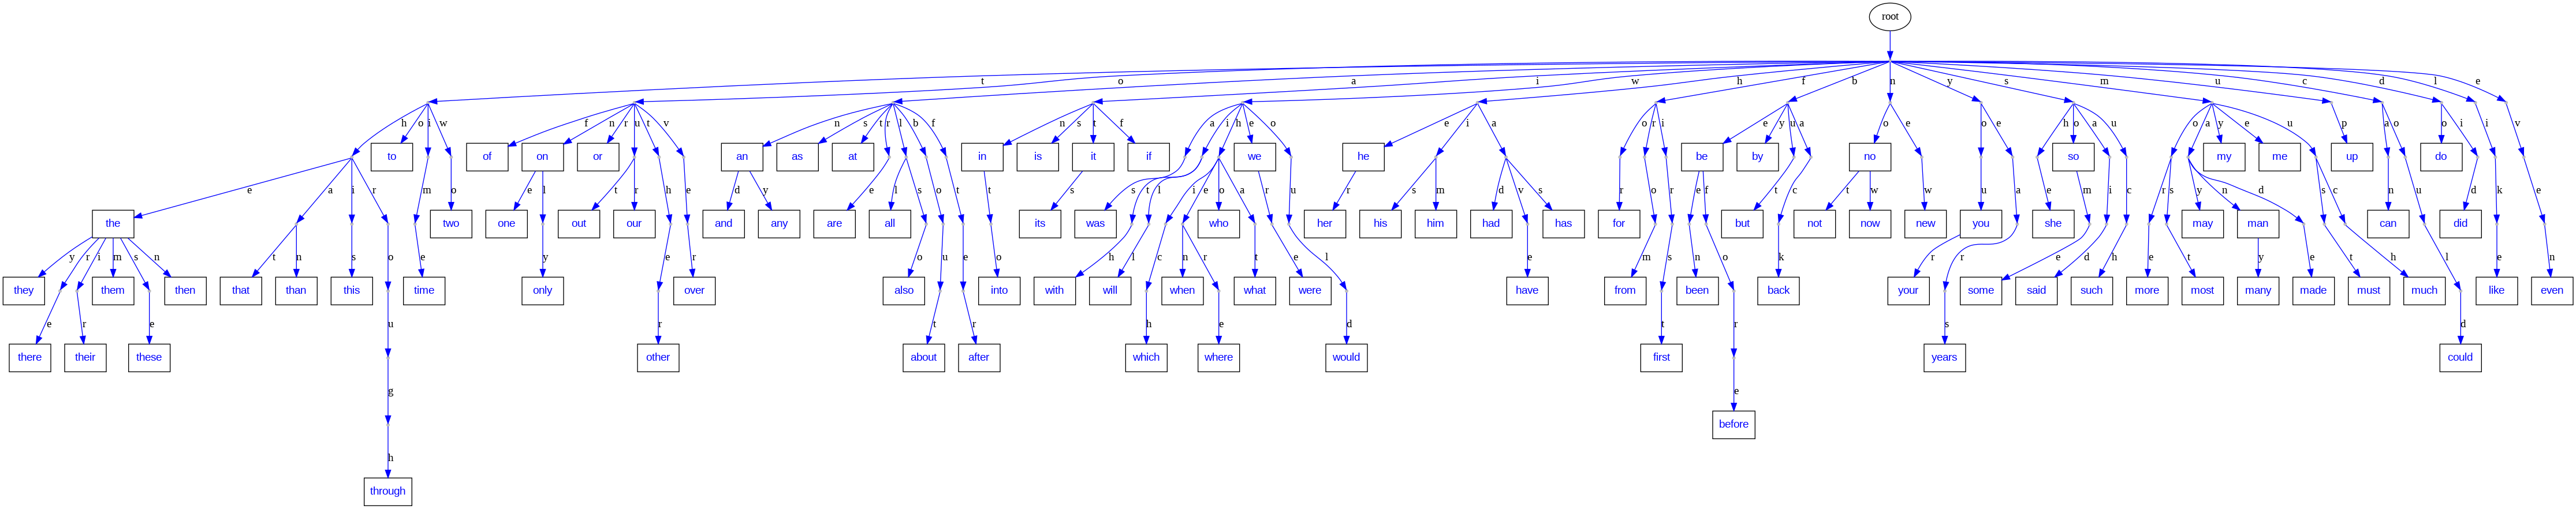 root
t o a i w h f b n y s m u c d l e
h o i w f n r u t v n s t r l b f n s t f a i h e o e i a o r i e y u a o e o e h o a u o a y e u p a o o i i v
to of on or an as at in is it if we he be by no so my me up do
e a i r m o e l t r h e d y e l s o t t s s t l i e o a r u r s m d v s r o r e f t c t w w u a e m i c r s y n d s c n u d k e
the two one out our and any are all its was who her his him had has for but not now new you she may man can did
y r i m s n t n s o e y e r o u e o h l c n r t e l e m s n o k r r e d h e t y e t h l e n
they them then that than this time only over also into with will when what were have from been back your some said such more most many made must much like even
e r e u r t r h e d t r s d
there their these other about after which where would first years could
g e
before
h
through